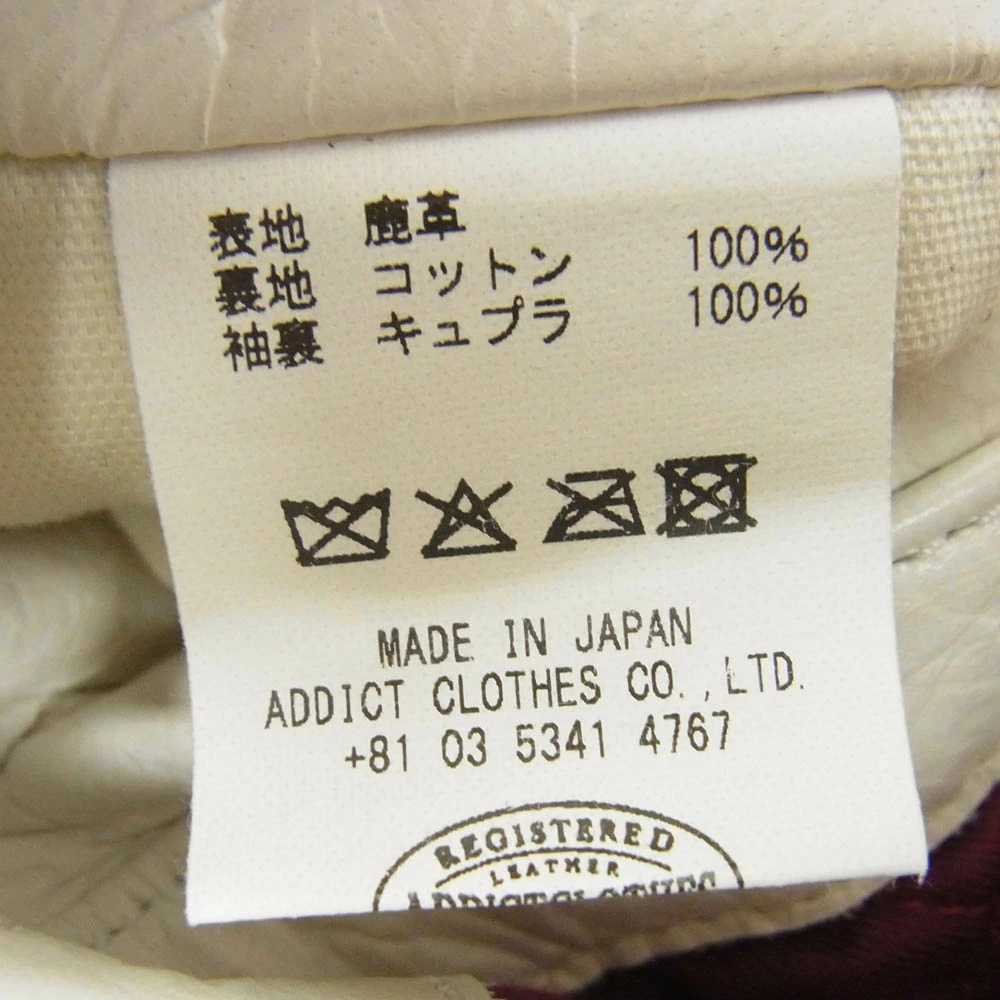 表地 鹿革
裏地 コットン 100%
袖裏 キュプラ 100%
MADE IN JAPAN
ADDICT CLOTHES CO.,LTD.
+81 03 5341 4767
REGISTERED
LEATHER
ADDICTCLOTHES